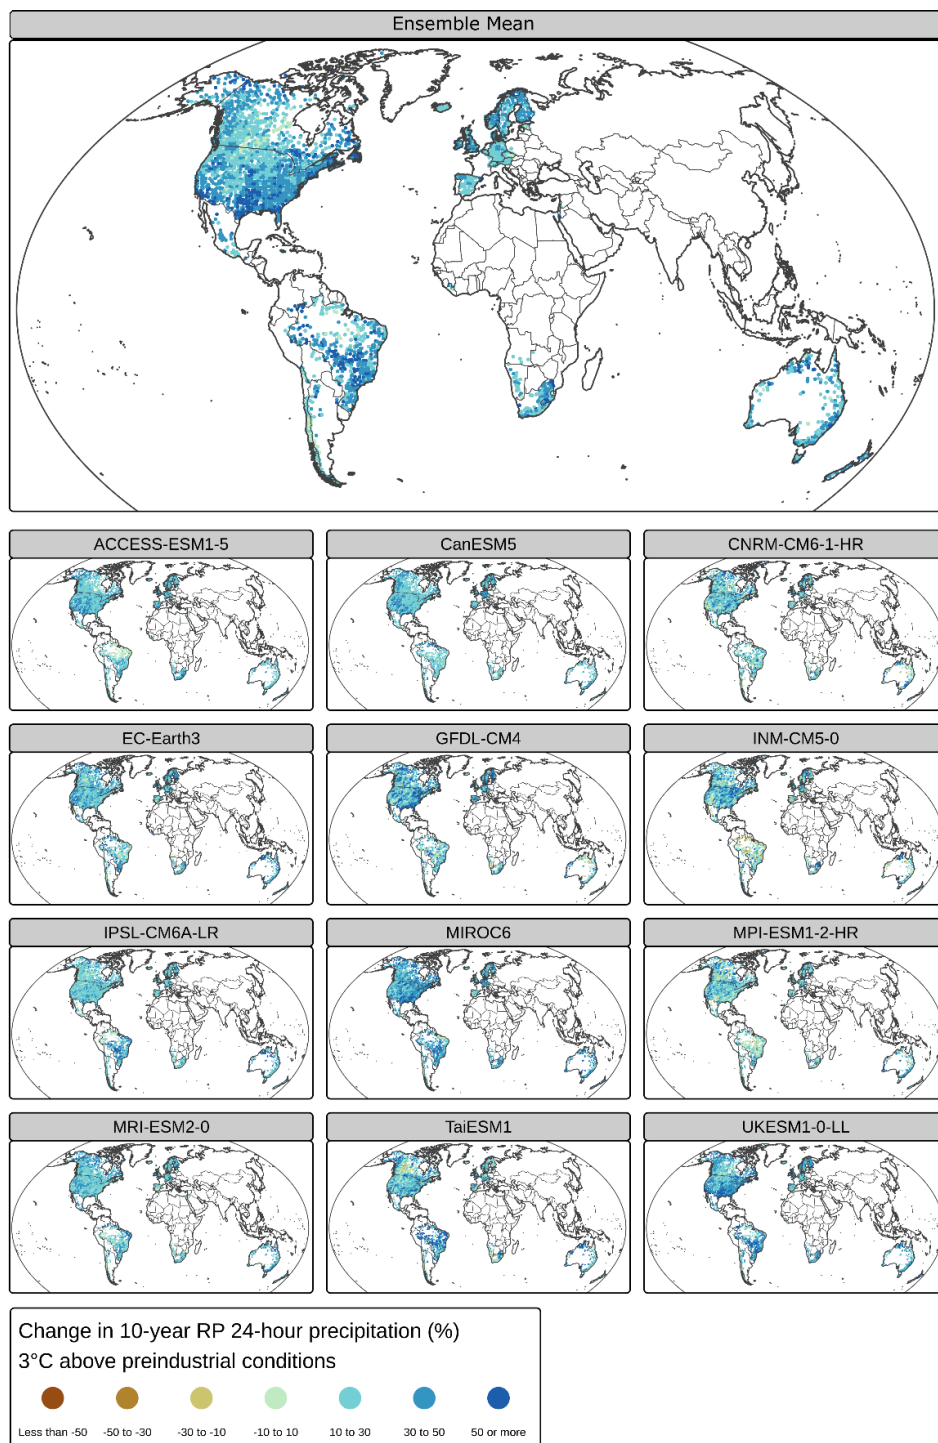 Ensemble Mean
ACCESS-ESM1-5
CanESM5
CNRM-CM6-1-HR
EC-Earth3
GFDL-CM4
INM-CM5-0
IPSL-CM6A-LR
MIROC6
MPI-ESM1-2-HR
MRI-ESM2-0
TaiESM1
UKESM1-0-LL
Change in 10-year RP 24-hour precipitation (%)
3°C above preindustrial conditions
Less than -50 -50 to -30 -30 to -10 -10 to 10 10 to 30 30 to 50 50 or more